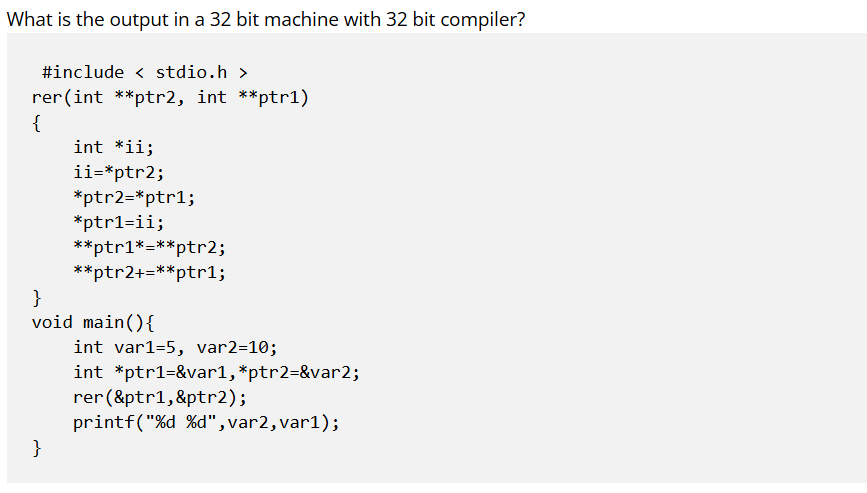 What is the output in a 32 bit machine with 32 bit compiler?
#include < stdio.h >
rer(int **ptr2, int **ptr1)
{
int *ii;
ii=*ptr2;
*ptr2=*ptr1;
*ptr1=ii;
**ptr1*=**ptr2;
**ptr2+=**ptr1;
}
void main(){
int var1=5, var2=10;
int *ptr1=&var1,*ptr2=&var2;
rer(&ptr1,&ptr2);
printf("%d %d",var2,var1);
}